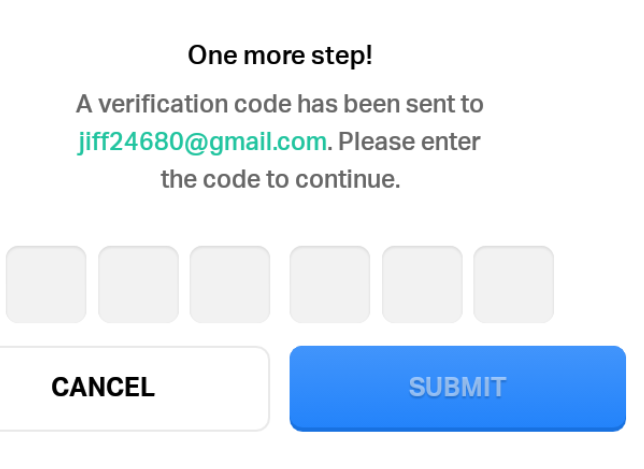 One more step!
A verification code has been sent to
jiff24680@gmail.com. Please enter
the code to continue.
CANCEL
SUBMIT